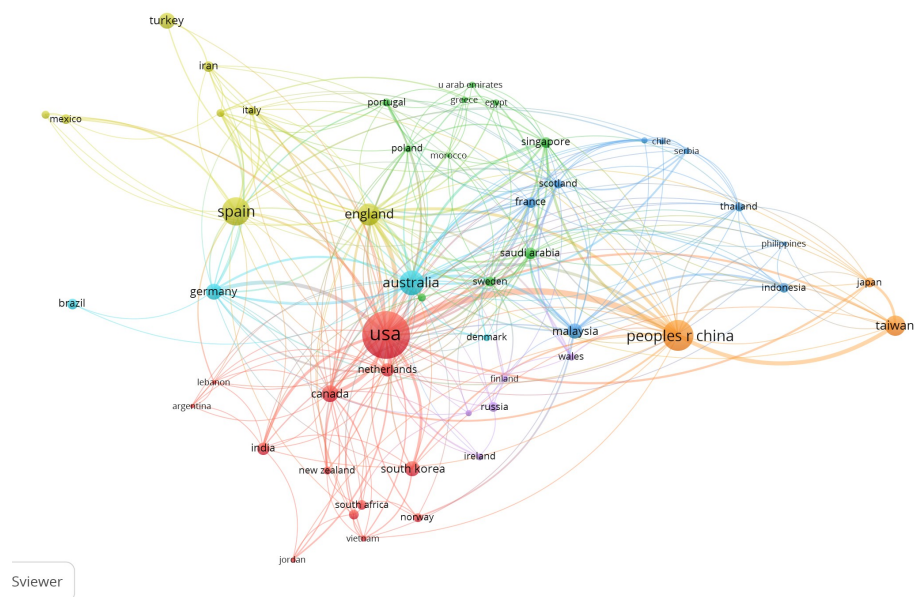 turkey
iran
u arab emirates
portugal
greece
egypt
mexico
italy
singapore
chile
poland
morocco
serbia
scotland
france
thailand
spain
england
philippines
saudi arabia
australia
sweden
japan
germany
indonesia
brazil
taiwan
usa
malaysia
peoples r china
denmark
wales
netherlands
lebanon
finland
canada
argentina
russia
india
ireland
new zealand
south korea
south africa
norway
vietnam
jordan
Sviewer